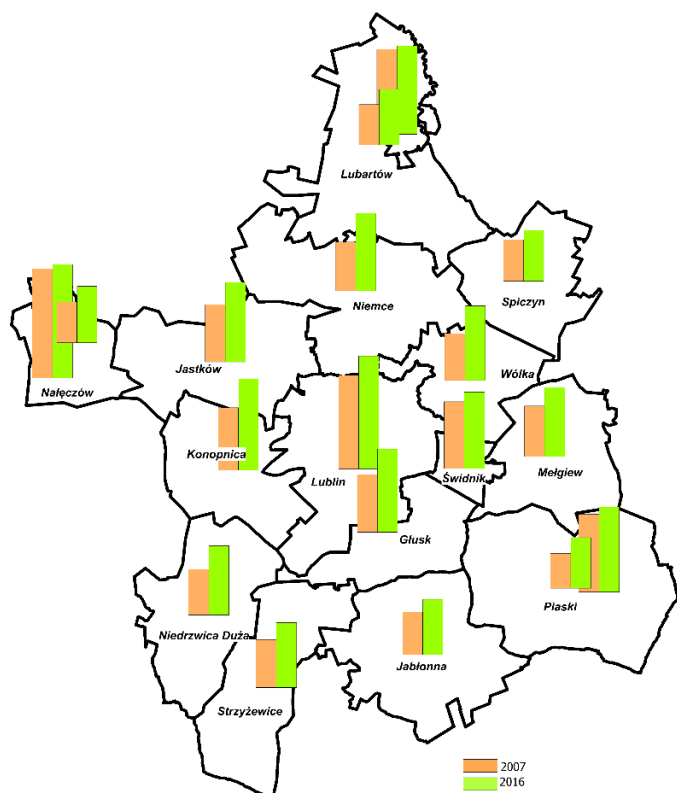 Lubartów
Niemce
Spiczyn
Jastków
Wólka
Nałęczów
Konopnica
Lublin
Świdnik
Mełgiew
Głusk
Piaski
Niedrzwica Duża
Jabłonna
Strzyżewice
2007
2016